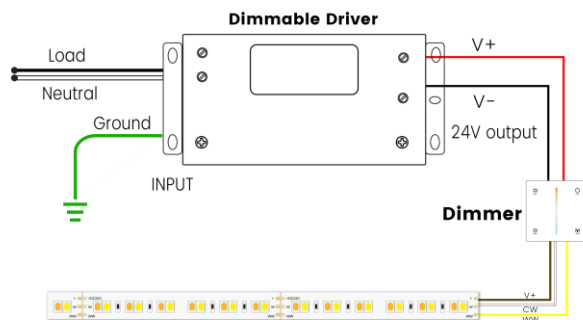 Dimmable Driver
Load
Neutral
Ground
INPUT
V+
V-
24V output
Dimmer
V+
CW
WW